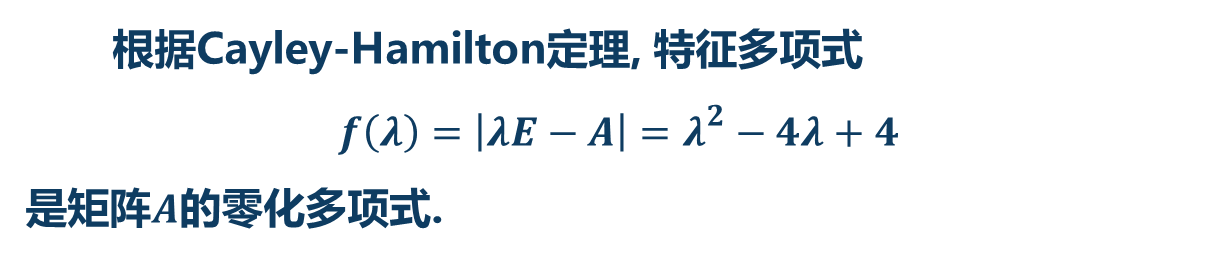 根据Cayley-Hamilton定理, 特征多项式
f(λ) = |λE − A| = λ² − 4λ + 4
是矩阵A的零化多项式.